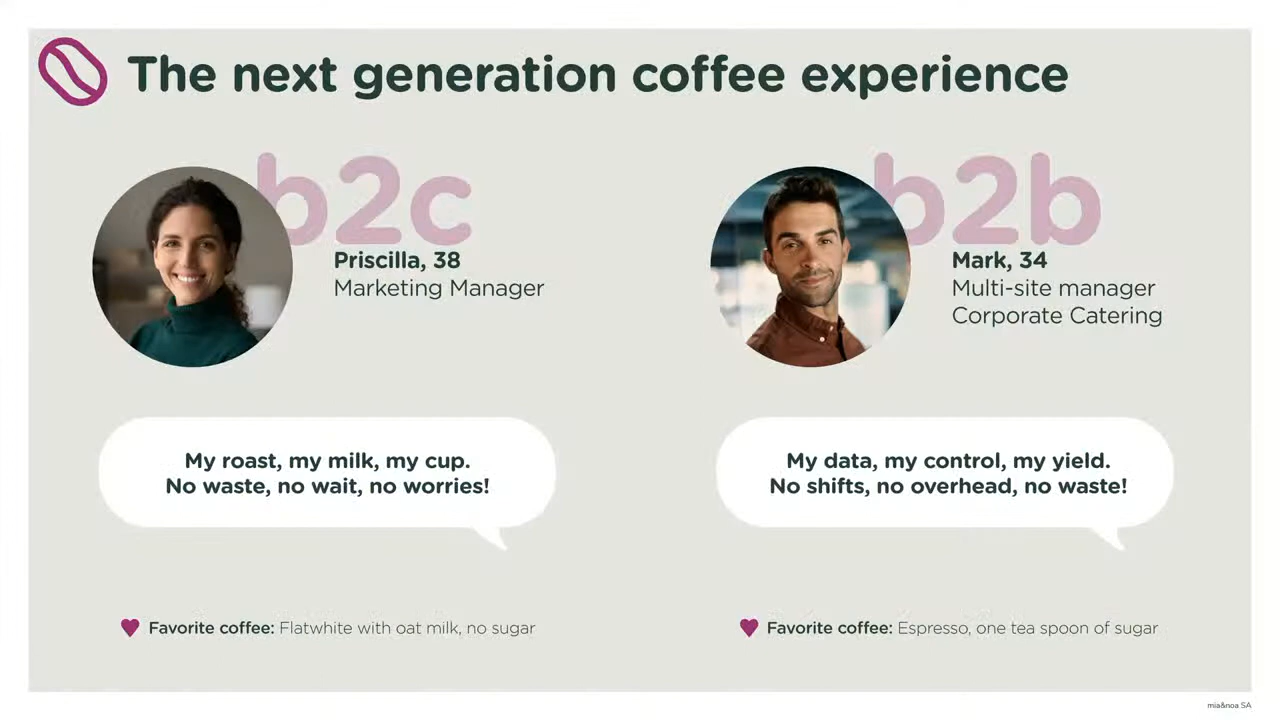 The next generation coffee experience
b2c
Priscilla, 38
Marketing Manager
My roast, my milk, my cup.
No waste, no wait, no worries!
Favorite coffee: Flatwhite with oat milk, no sugar
b2b
Mark, 34
Multi-site manager
Corporate Catering
My data, my control, my yield.
No shifts, no overhead, no waste!
Favorite coffee: Espresso, one tea spoon of sugar
mia&noa SA